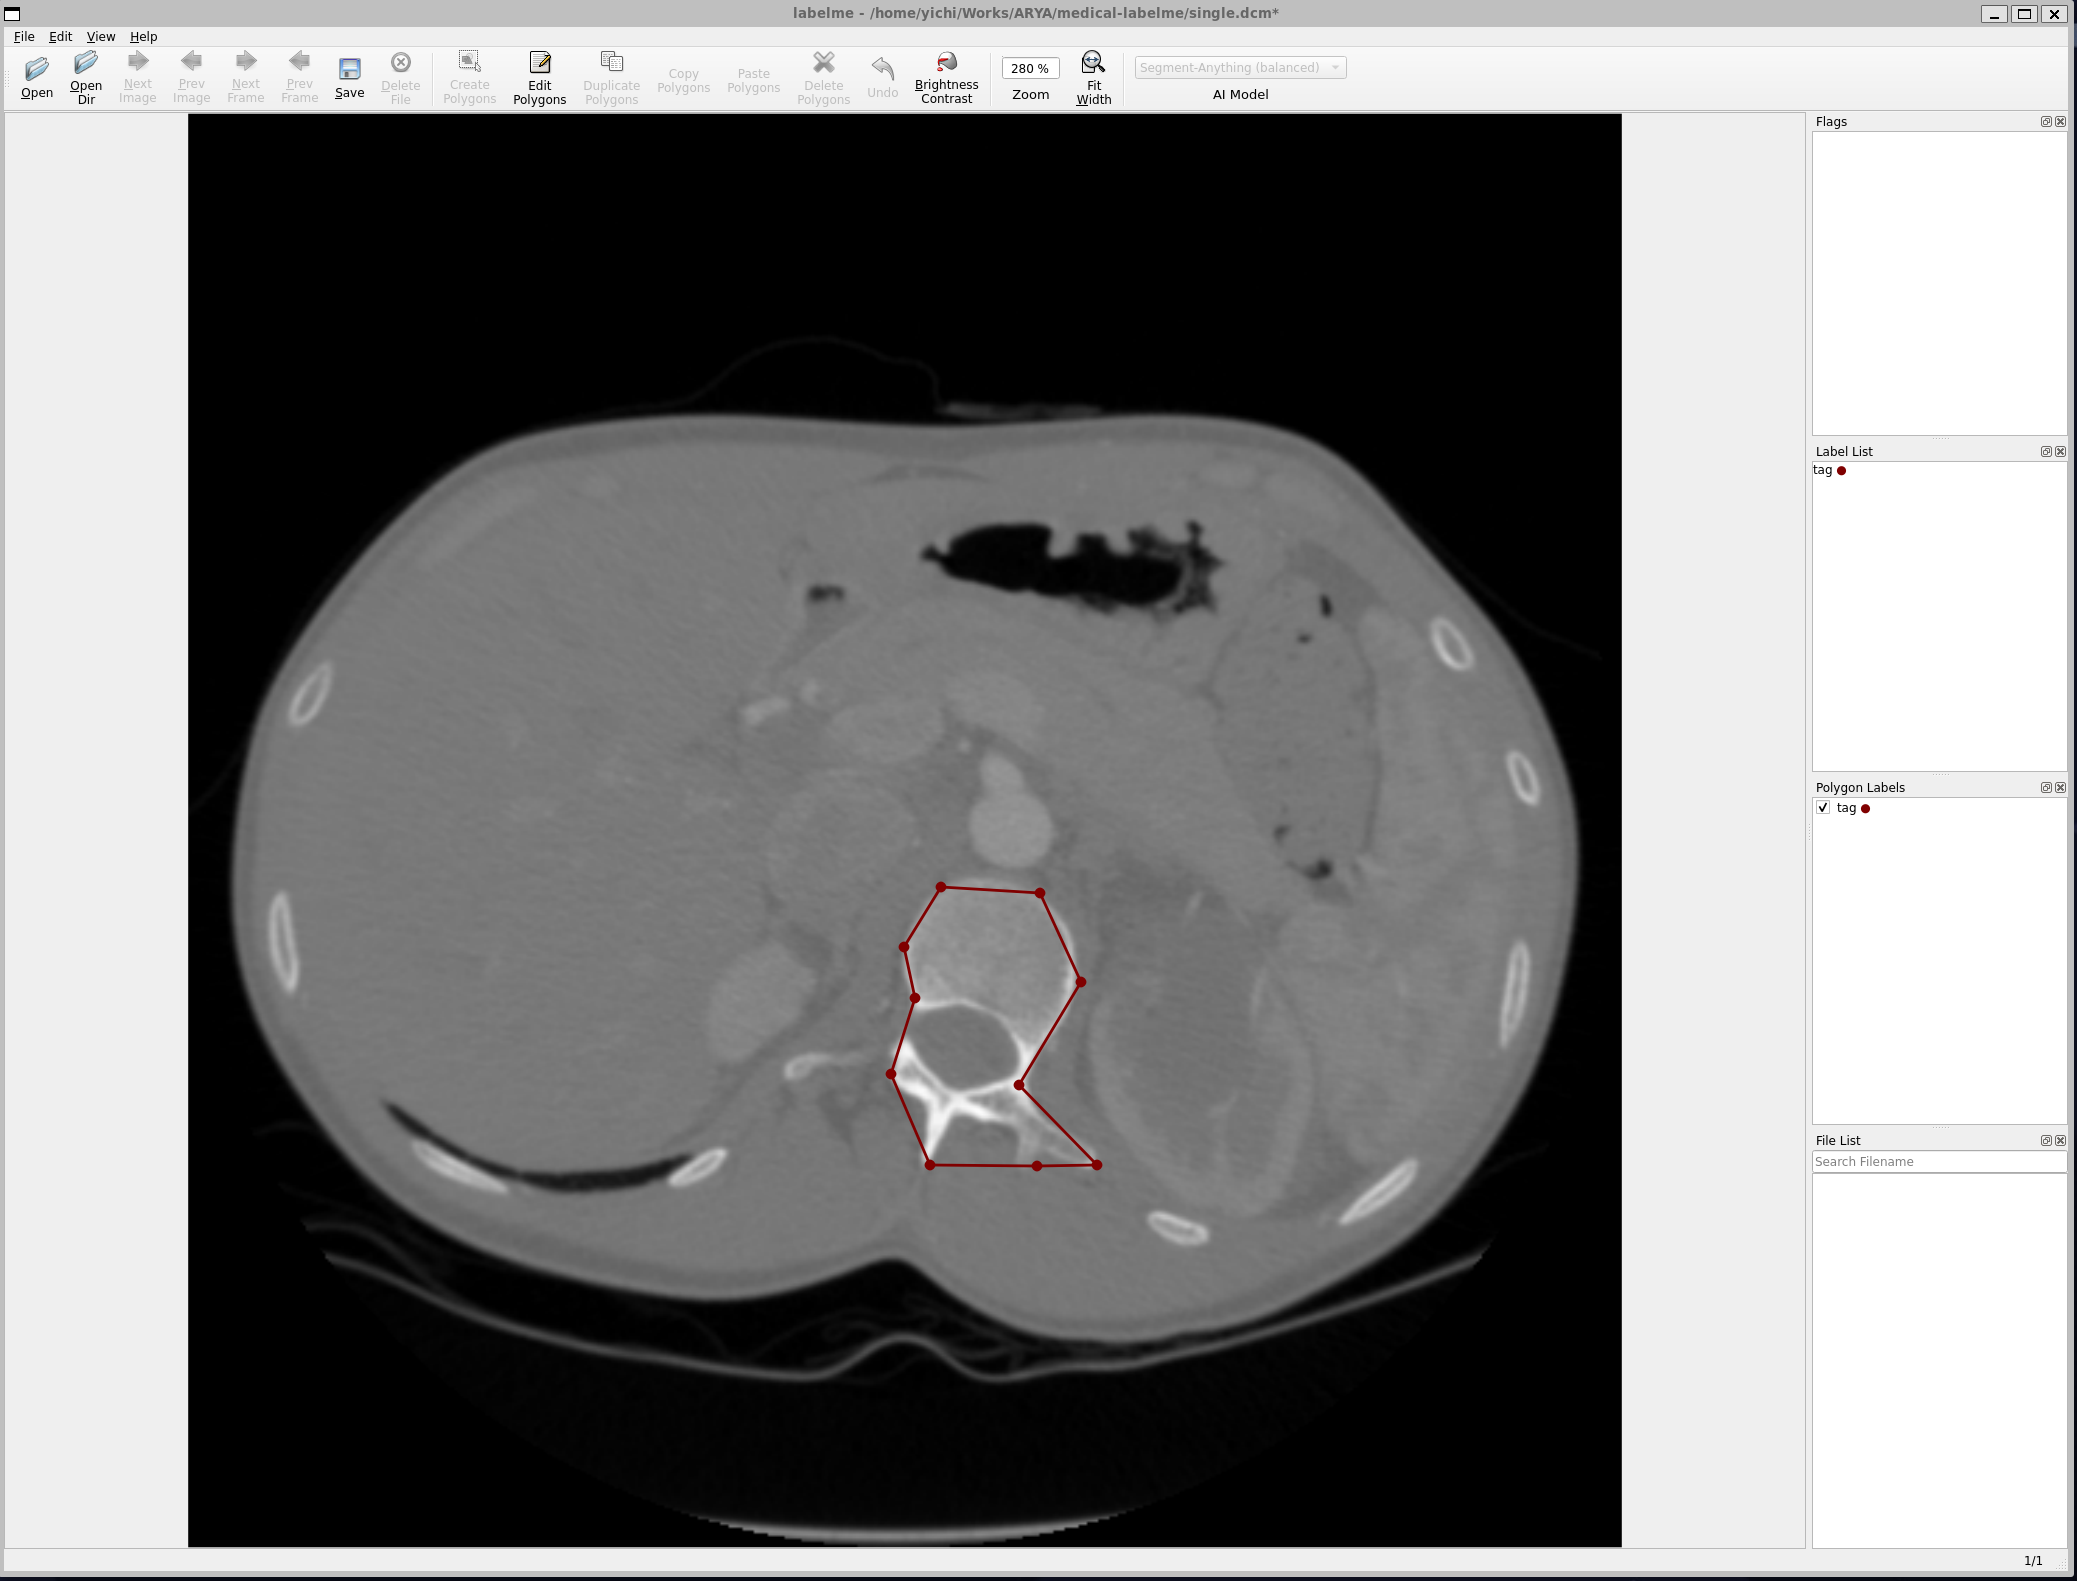 labelme - /home/yichi/Works/ARYA/medical-labelme/single.dcm*
File Edit View Help
Open
Open Dir
Next Image
Prev Image
Next Frame
Prev Frame
Save
Delete File
Create Polygons
Edit Polygons
Duplicate Polygons
Copy Polygons
Paste Polygons
Delete Polygons
Undo
Brightness Contrast
280 %
Zoom
Fit Width
Segment-Anything (balanced)
AI Model
Flags
Label List
tag
Polygon Labels
tag
File List
Search Filename
1/1